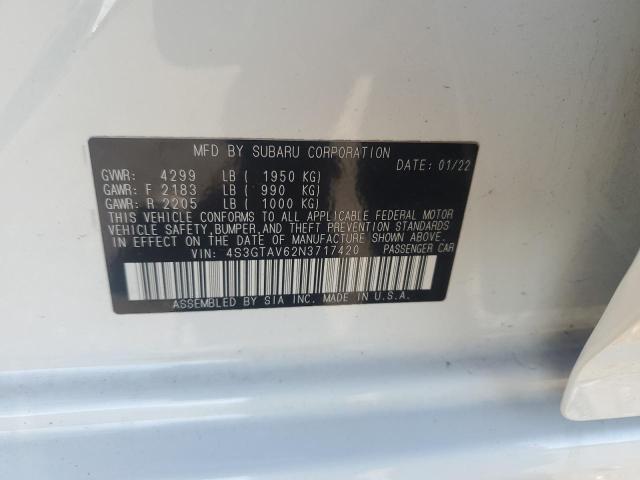 MFD BY SUBARU CORPORATION DATE: 01/22
GVWR: 4299 LB ( 1950 KG)
GAWR: F 2183 LB ( 990 KG)
GAWR: R 2205 LB ( 1000 KG)
THIS VEHICLE CONFORMS TO ALL APPLICABLE FEDERAL MOTOR
VEHICLE SAFETY, BUMPER, AND THEFT PREVENTION STANDARDS
IN EFFECT ON THE DATE OF MANUFACTURE SHOWN ABOVE.
VIN: 4S3GTAV62N3717420 PASSENGER CAR
ASSEMBLED BY SIA INC. MADE IN U.S.A.